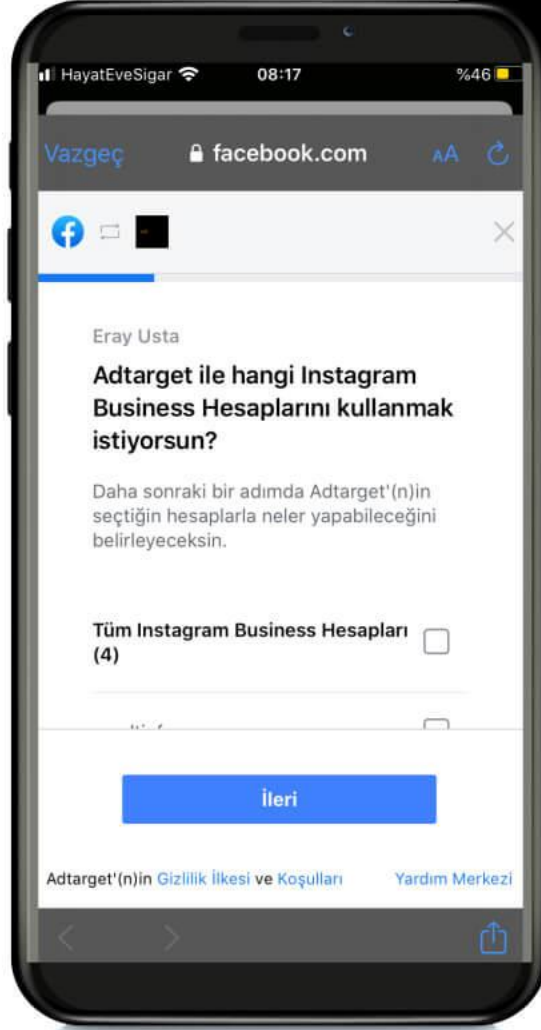 HayatEveSigar 08:17 %46
Vazgeç facebook.com AA
Eray Usta
Adtarget ile hangi Instagram
Business Hesaplarını kullanmak
istiyorsun?
Daha sonraki bir adımda Adtarget'(n)in
seçtiğin hesaplarla neler yapabileceğini
belirleyeceksin.
Tüm Instagram Business Hesapları
(4)
İleri
Adtarget'(n)in Gizlilik İlkesi ve Koşulları Yardım Merkezi